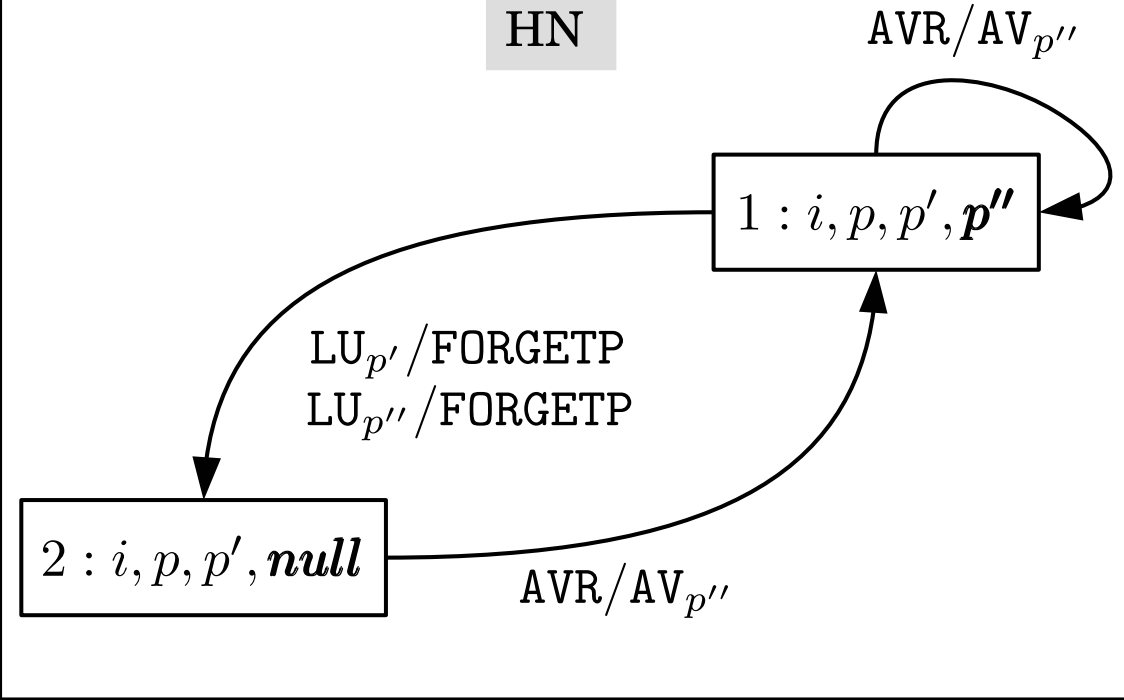 HN
AVR/AV_{p''}
1 : i, p, p', p''
LU_{p'}/FORGETP
LU_{p''}/FORGETP
2 : i, p, p', null
AVR/AV_{p''}